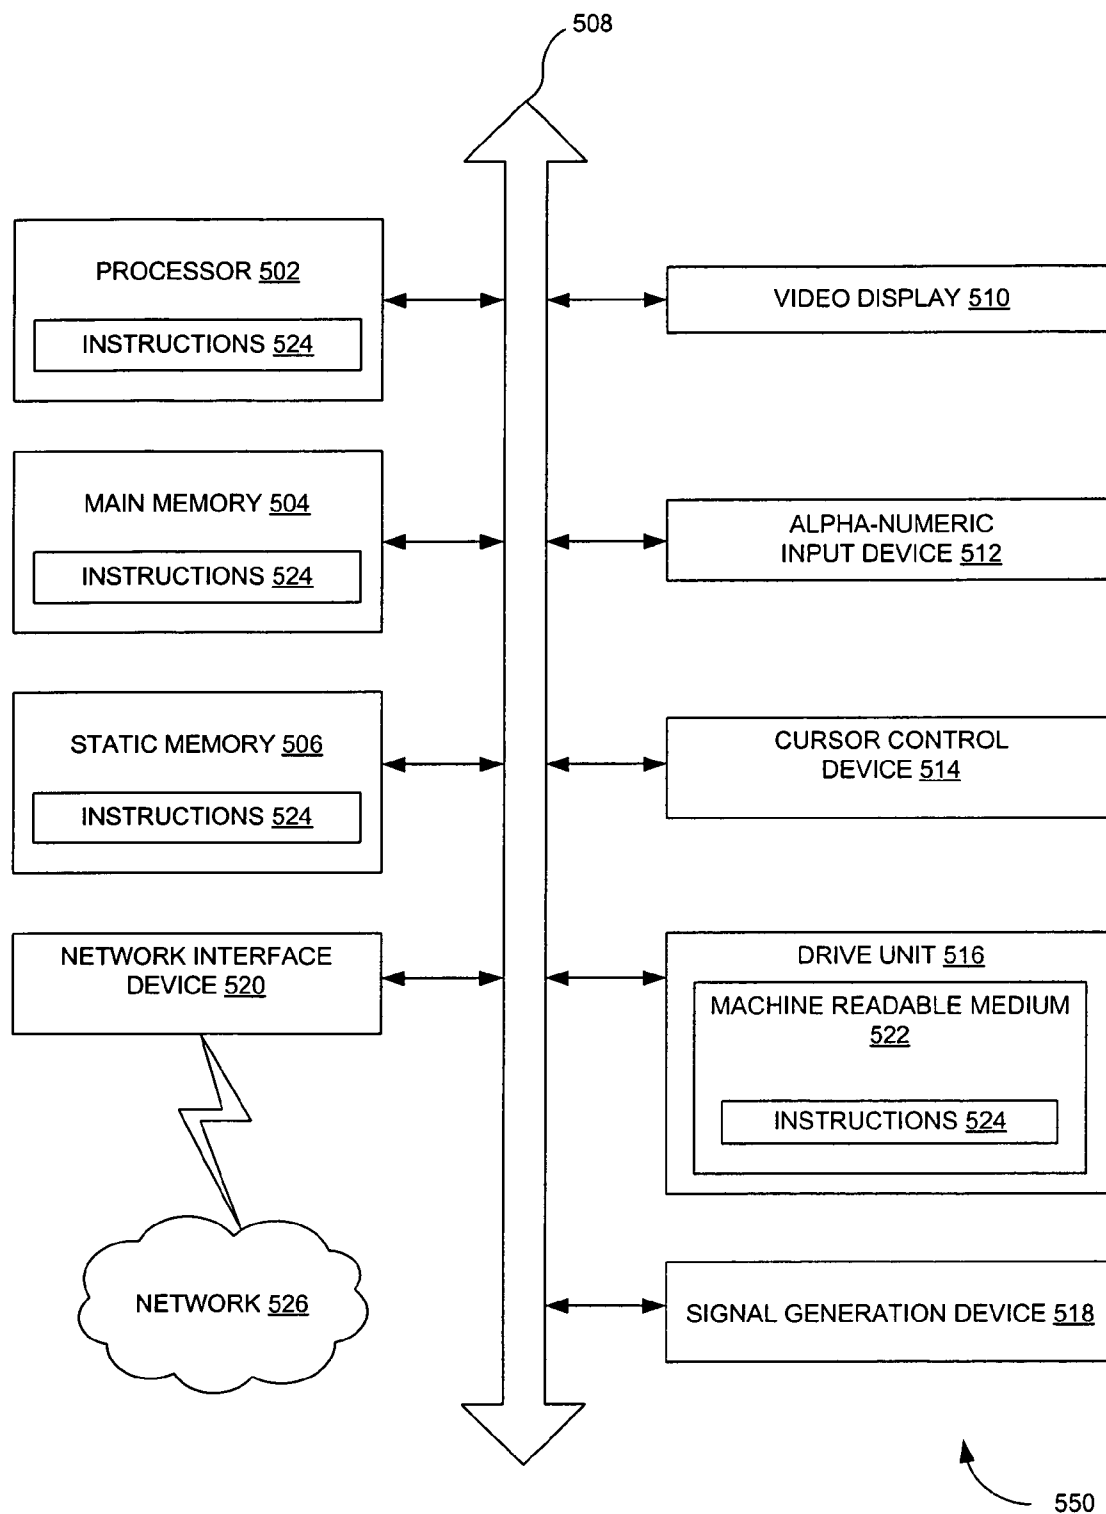 508
PROCESSOR 502
INSTRUCTIONS 524
VIDEO DISPLAY 510
MAIN MEMORY 504
INSTRUCTIONS 524
ALPHA-NUMERIC
INPUT DEVICE 512
STATIC MEMORY 506
INSTRUCTIONS 524
CURSOR CONTROL
DEVICE 514
NETWORK INTERFACE
DEVICE 520
DRIVE UNIT 516
MACHINE READABLE MEDIUM
522
INSTRUCTIONS 524
NETWORK 526
SIGNAL GENERATION DEVICE 518
550